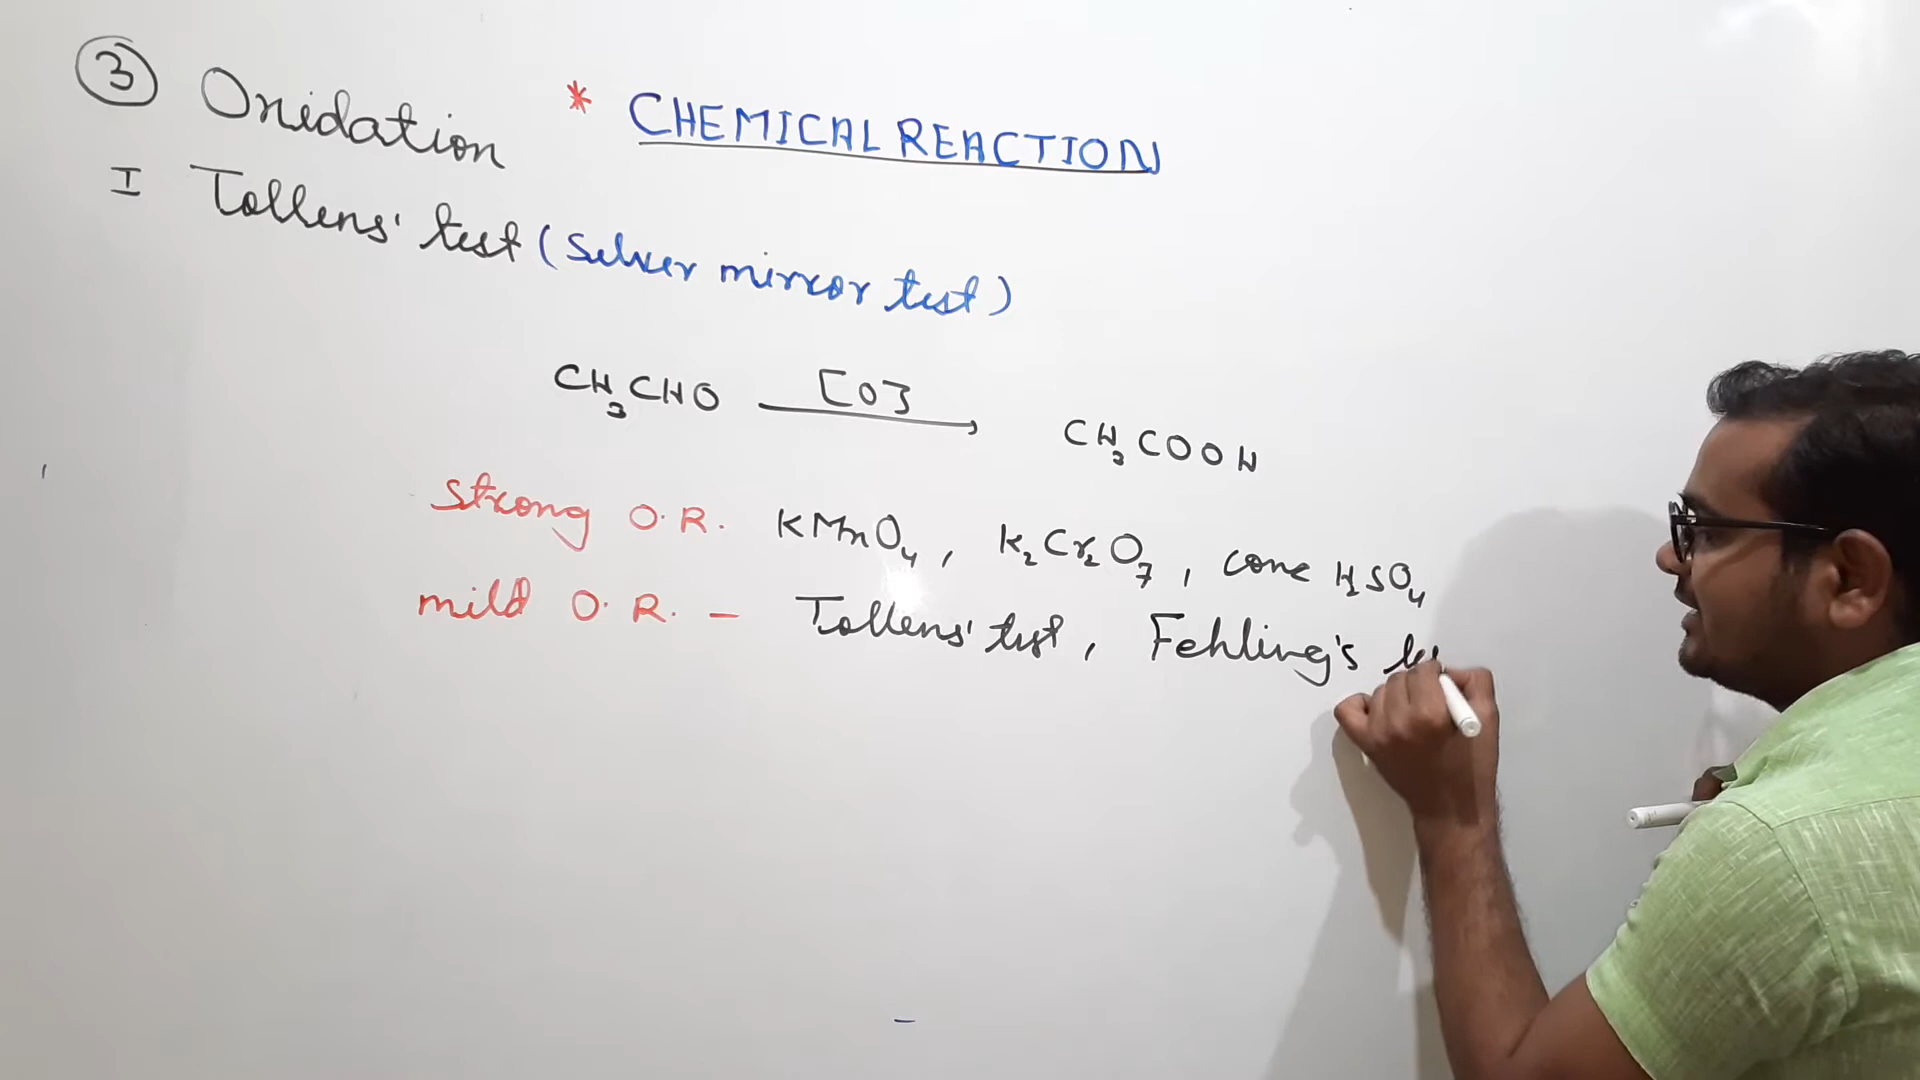 ③ Oxidation
* CHEMICAL REACTION
I Tollens' test (Silver mirror test)
CH₃CHO [O] → CH₃COOH
strong O.R. KMnO₄, K₂Cr₂O₇, conc H₂SO₄
mild O.R. – Tollens' test, Fehling's